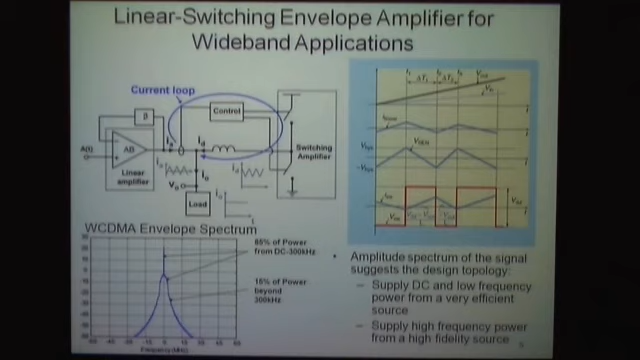 Linear-Switching Envelope Amplifier for
Wideband Applications
Current loop
β
Control
A(t)
AB
Linear
amplifier
Switching
Amplifier
Load
WCDMA Envelope Spectrum
85% of Power
from DC-300kHz
15% of Power
beyond
300kHz
Frequency (MHz)
Amplitude spectrum of the signal
suggests the design topology:
– Supply DC and low frequency
power from a very efficient
source
– Supply high frequency power
from a high fidelity source